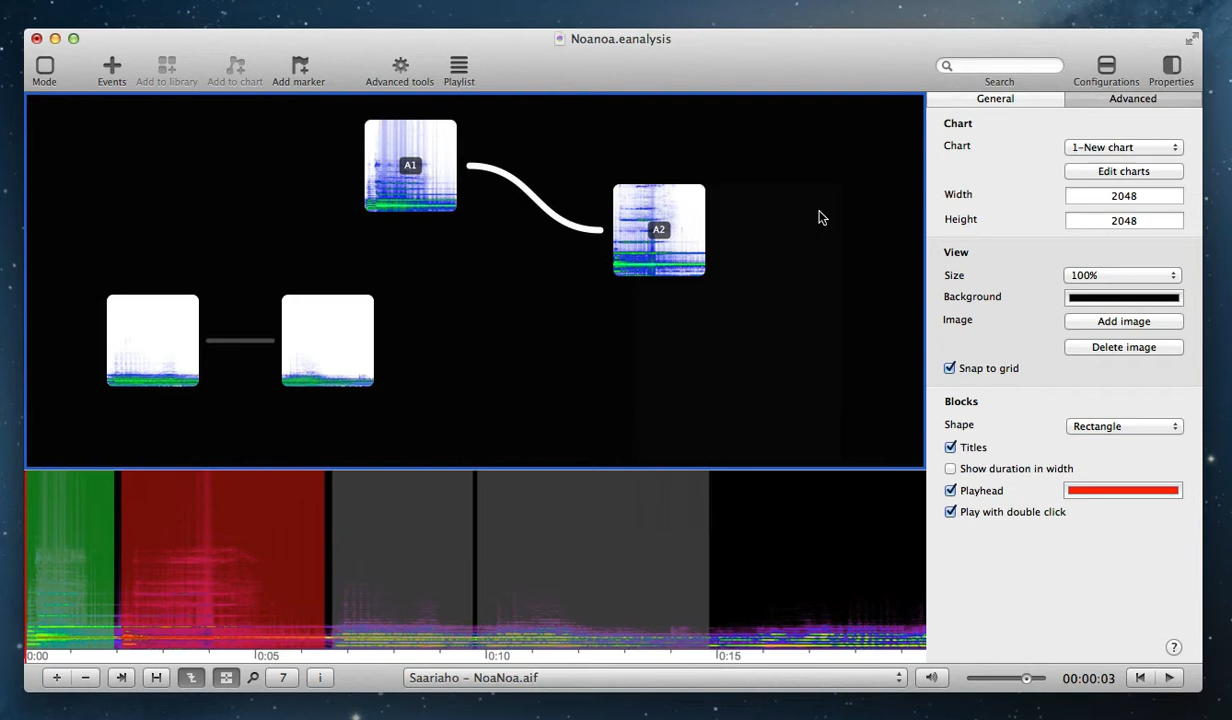 Noanoa.eanalysis
Mode Events Add to library Add to chart Add marker Advanced tools Playlist Search Configurations Properties
General Advanced
Chart
Chart 1-New chart
Edit charts
Width 2048
Height 2048
View
Size 100%
Background
Image Add image
Delete image
Snap to grid
Blocks
Shape Rectangle
Titles
Show duration in width
Playhead
Play with double click
?
A1
A2
0:00 0:05 0:10 0:15
+ - 7 i Saariaho - NoaNoa.aif 00:00:03